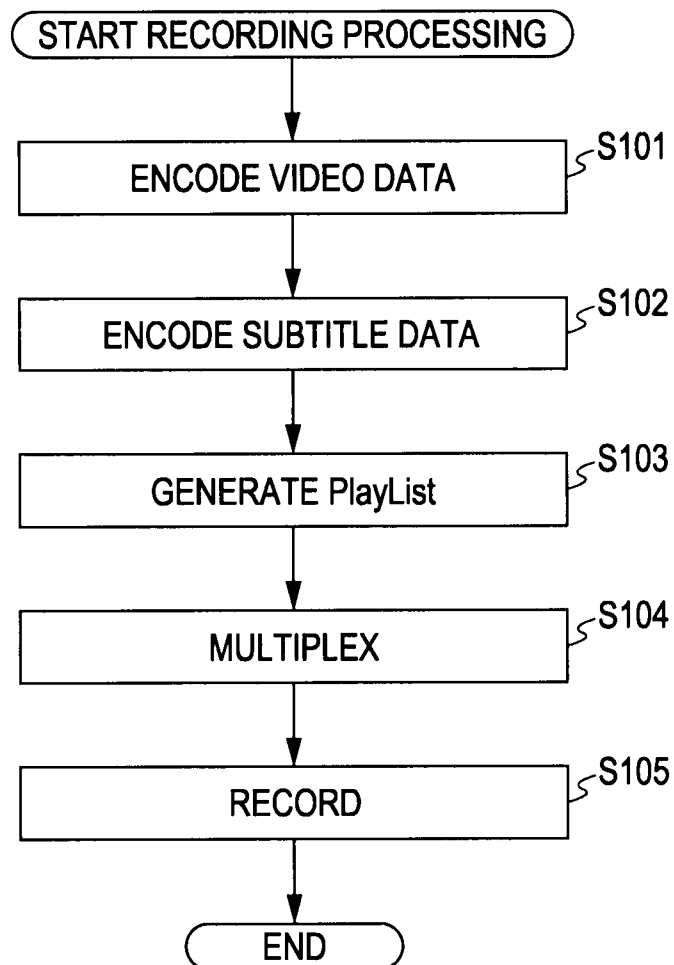 START RECORDING PROCESSING
S101
ENCODE VIDEO DATA
S102
ENCODE SUBTITLE DATA
S103
GENERATE PlayList
S104
MULTIPLEX
S105
RECORD
END